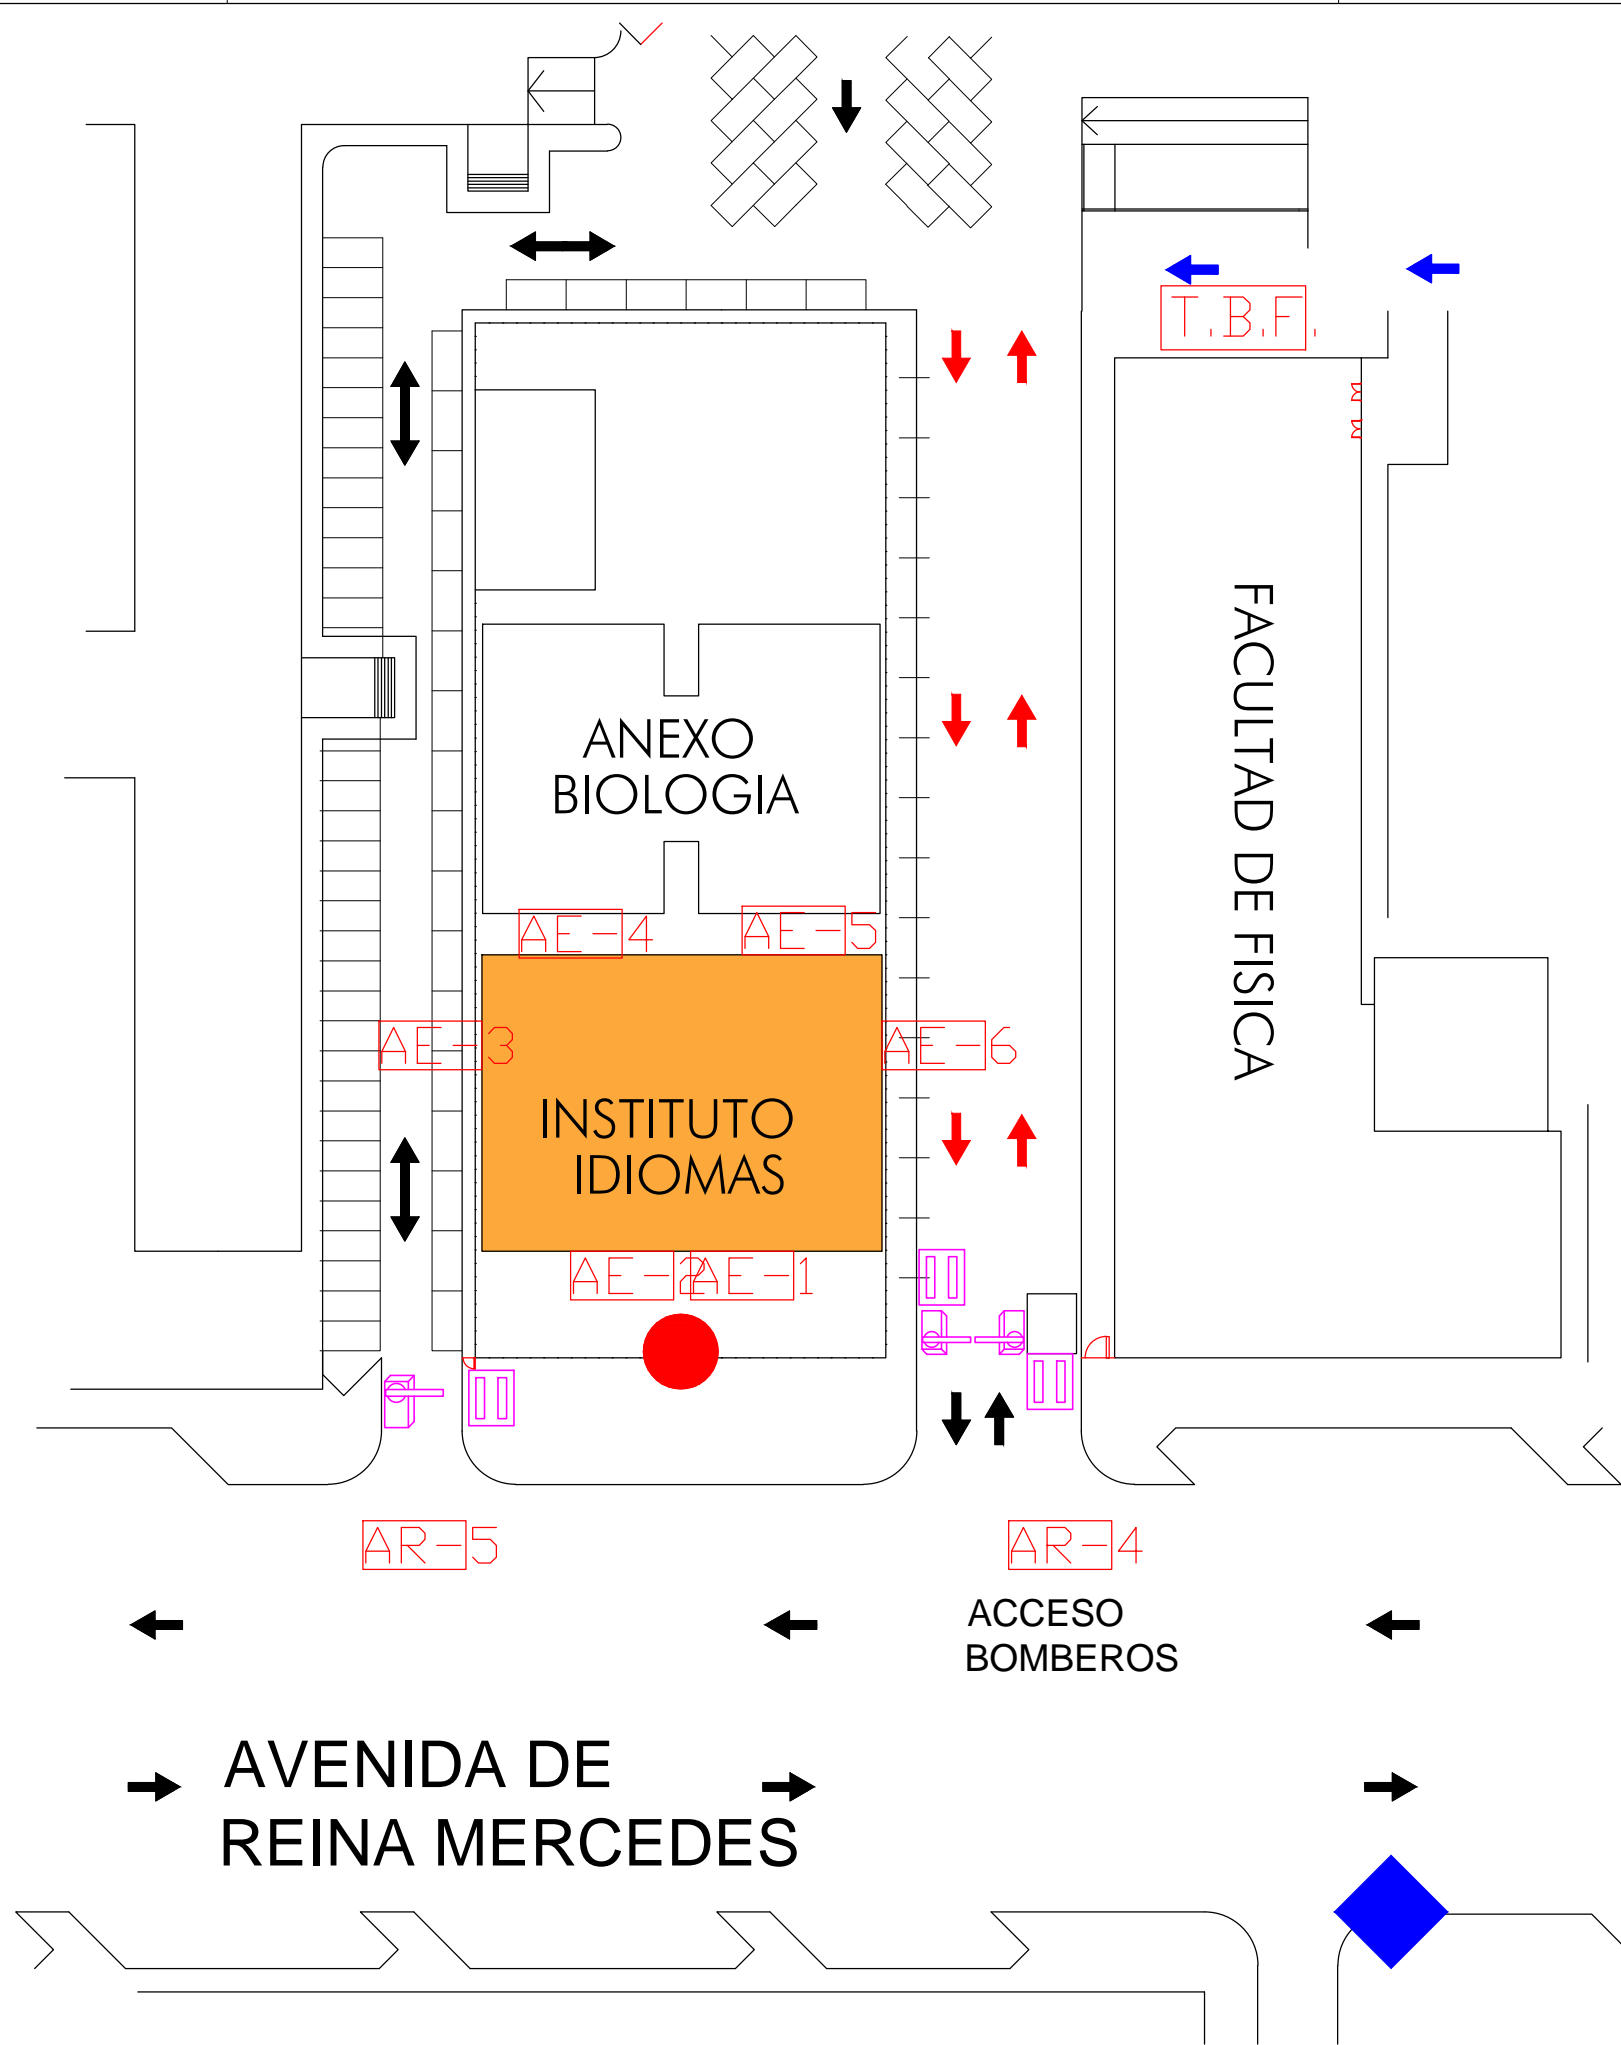 T.B.F.
FACULTAD DE FISICA
ANEXO
BIOLOGIA
AE-4
AE-5
AE-3
AE-6
INSTITUTO
IDIOMAS
AE-2
AE-1
AR-5
AR-4
ACCESO
BOMBEROS
AVENIDA DE
REINA MERCEDES